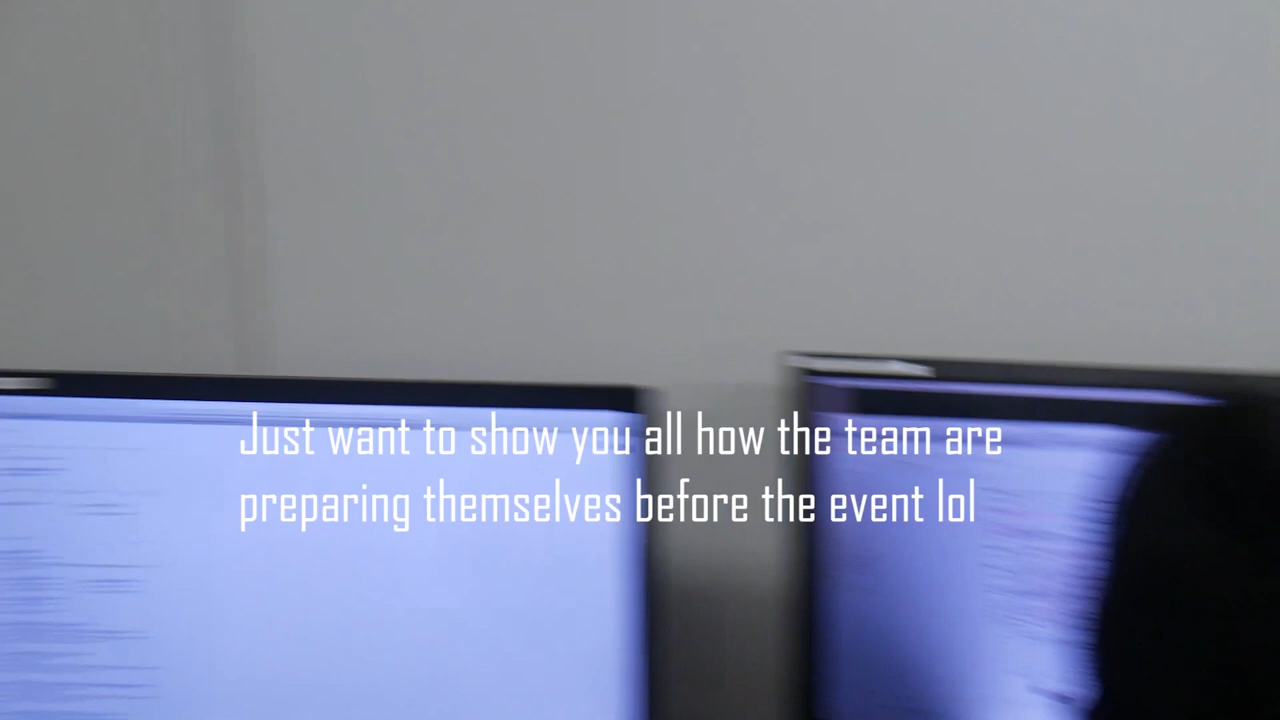 Just want to show you all how the team are
preparing themselves before the event lol